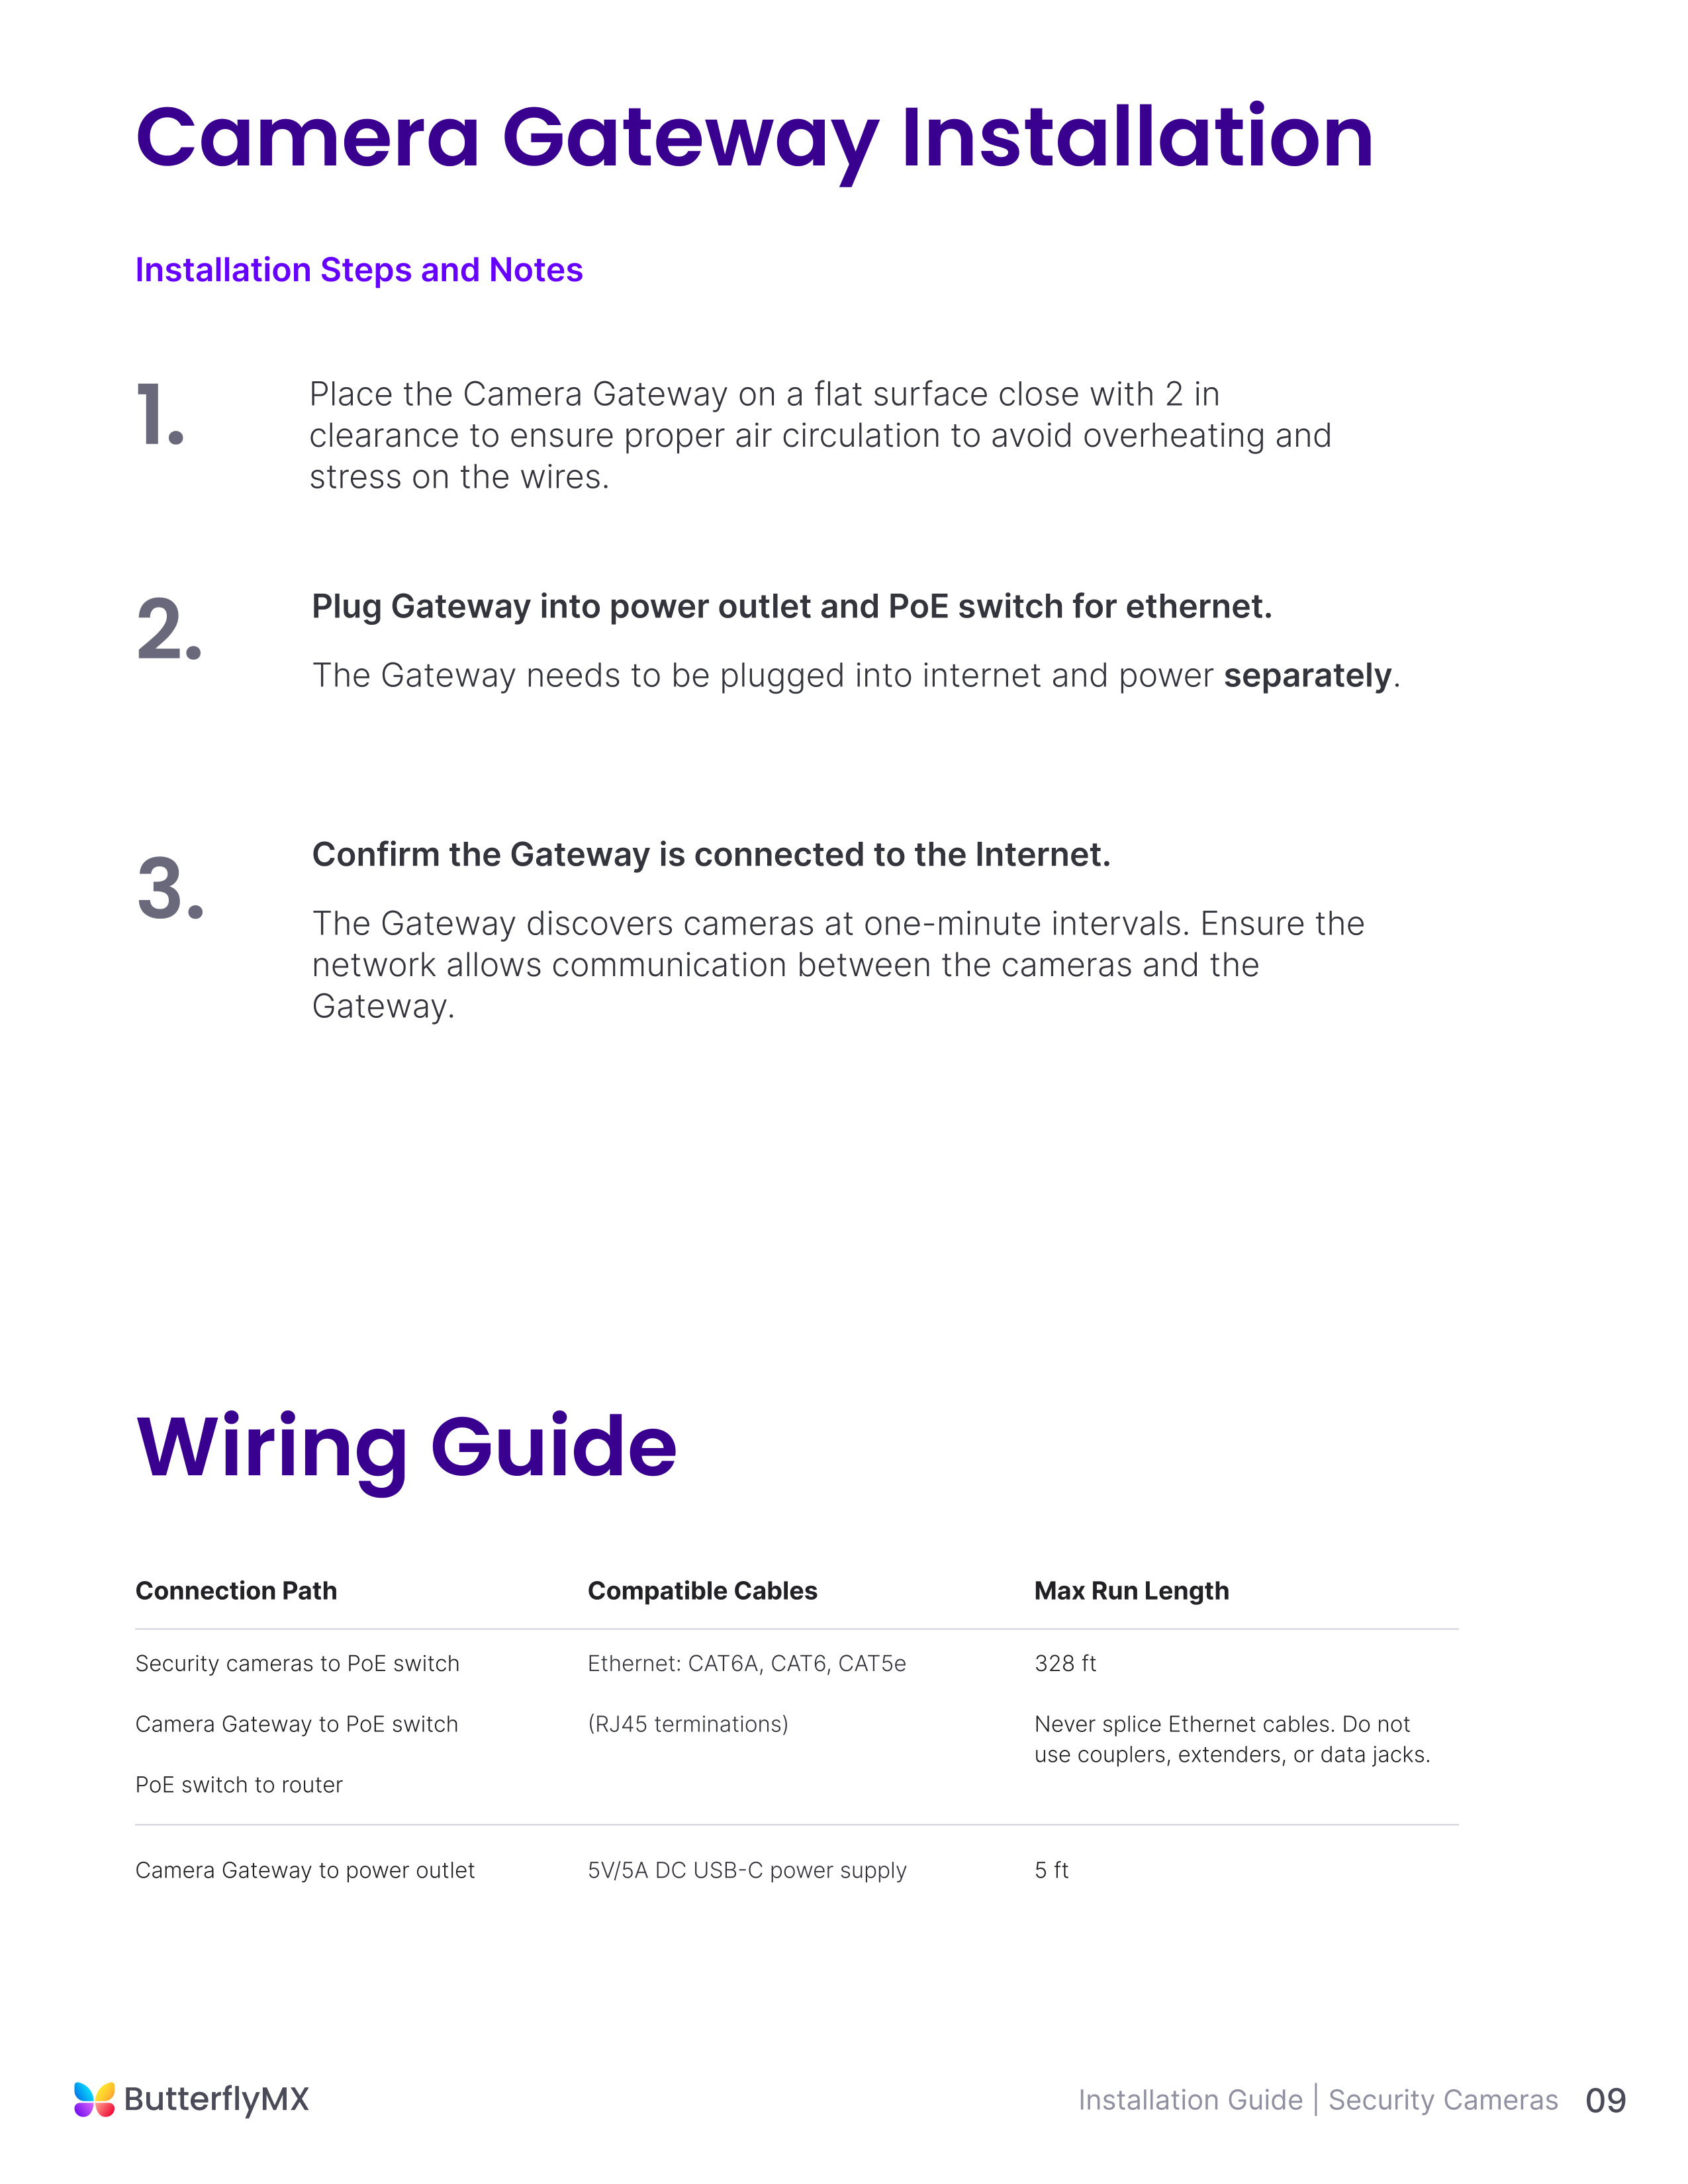 Camera Gateway Installation
Installation Steps and Notes
1.
Place the Camera Gateway on a flat surface close with 2 in
clearance to ensure proper air circulation to avoid overheating and
stress on the wires.
2.
Plug Gateway into power outlet and PoE switch for ethernet.
The Gateway needs to be plugged into internet and power separately.
3.
Confirm the Gateway is connected to the Internet.
The Gateway discovers cameras at one-minute intervals. Ensure the
network allows communication between the cameras and the
Gateway.
Wiring Guide
Connection Path Compatible Cables Max Run Length
Security cameras to PoE switch Ethernet: CAT6A, CAT6, CAT5e 328 ft
Camera Gateway to PoE switch (RJ45 terminations) Never splice Ethernet cables. Do not
use couplers, extenders, or data jacks.
PoE switch to router
Camera Gateway to power outlet 5V/5A DC USB-C power supply 5 ft
ButterflyMX Installation Guide | Security Cameras 09